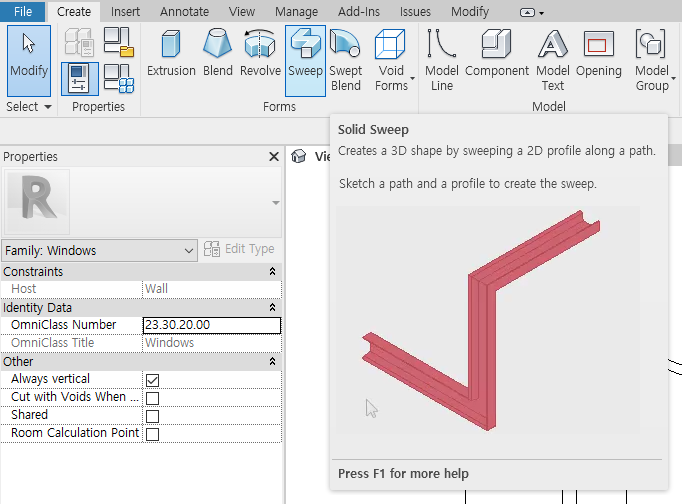 File Create Insert Annotate View Manage Add-Ins Issues Modify
Modify Extrusion Blend Revolve Sweep Swept Blend Void Forms Model Line Component Model Text Opening Model Group
Select Properties Forms Model
Properties
R
Family: Windows Edit Type
Constraints
Host Wall
Identity Data
OmniClass Number 23.30.20.00
OmniClass Title Windows
Other
Always vertical
Cut with Voids When ...
Shared
Room Calculation Point
Solid Sweep
Creates a 3D shape by sweeping a 2D profile along a path.
Sketch a path and a profile to create the sweep.
Press F1 for more help